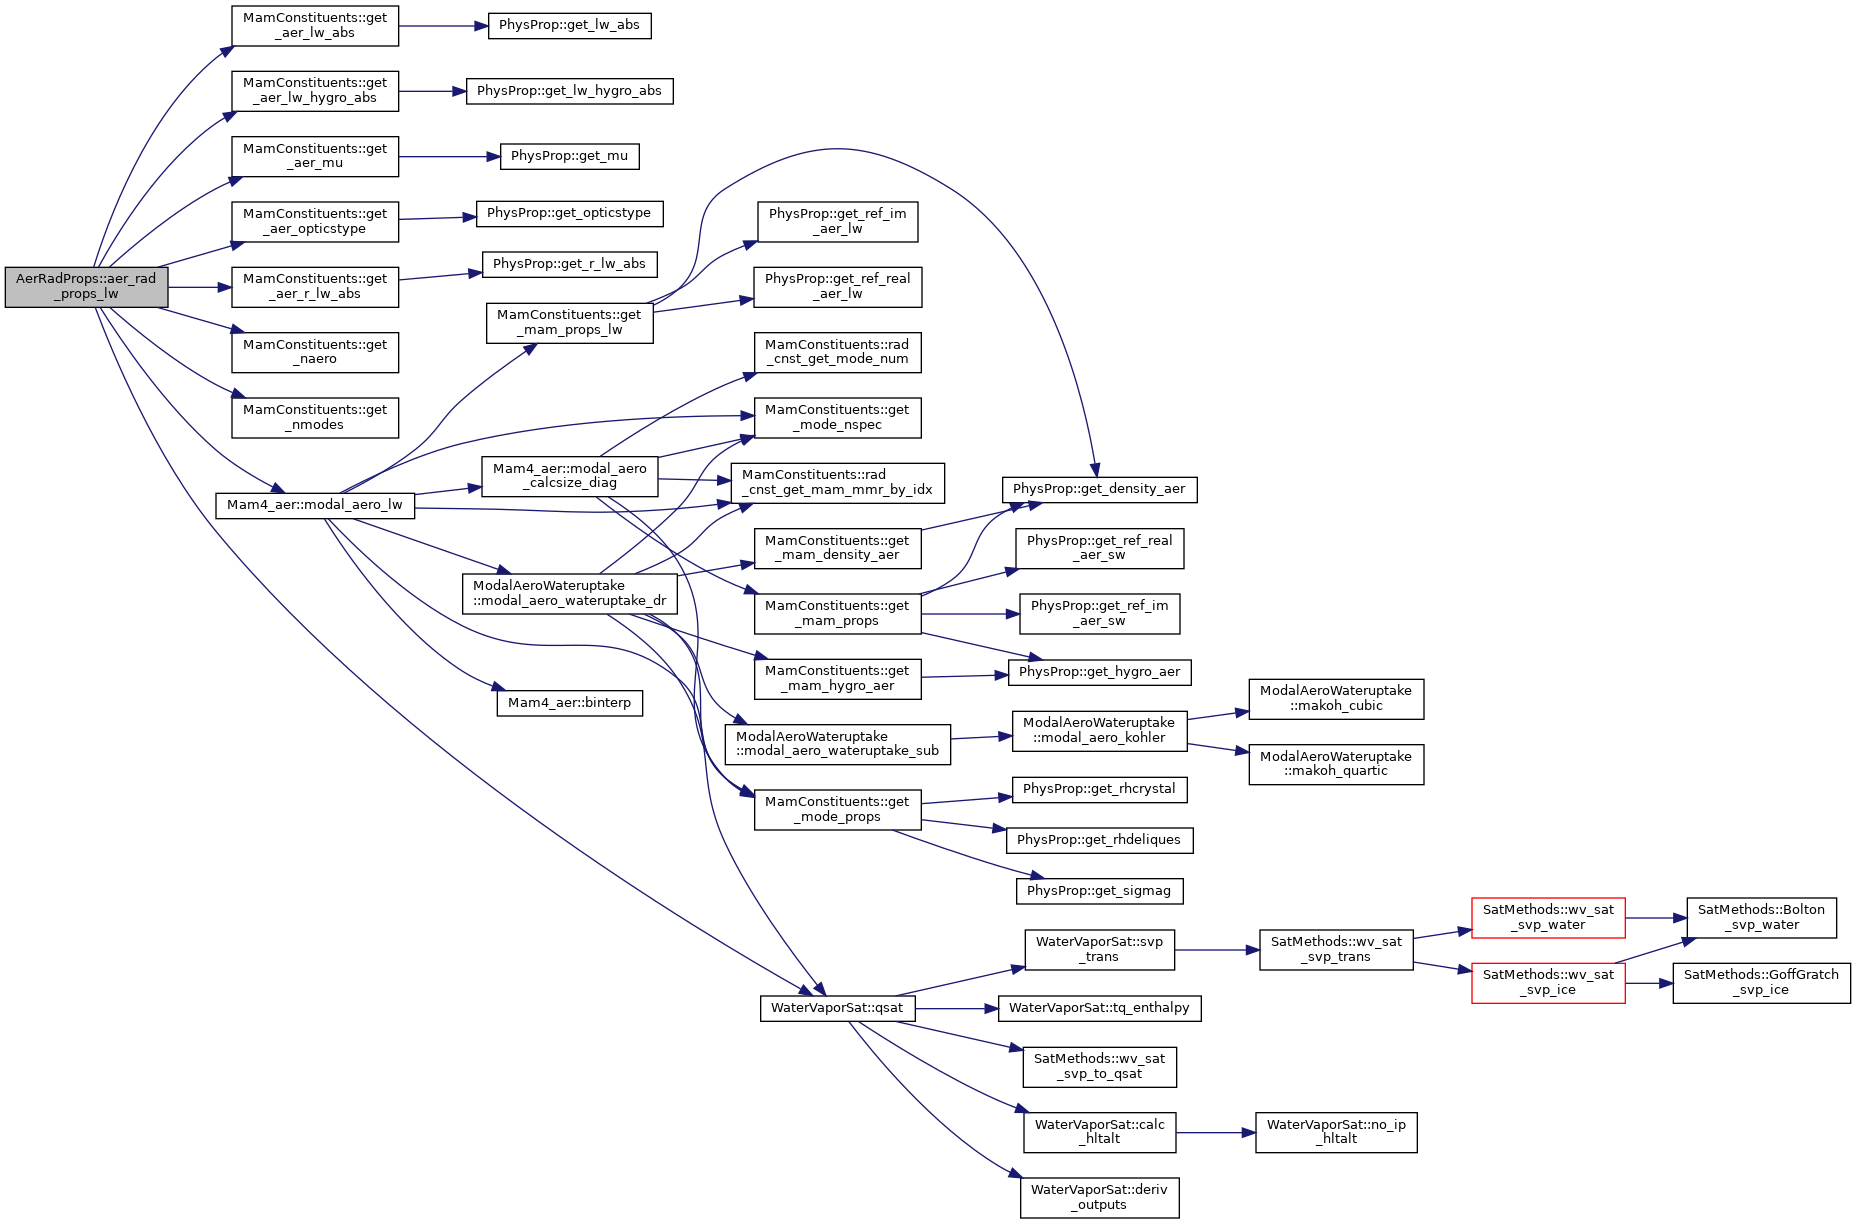 AerRadProps::aer_rad
_props_lw
MamConstituents::get
_aer_lw_abs
PhysProp::get_lw_abs
MamConstituents::get
_aer_lw_hygro_abs
PhysProp::get_lw_hygro_abs
MamConstituents::get
_aer_mu
PhysProp::get_mu
MamConstituents::get
_aer_opticstype
PhysProp::get_opticstype
MamConstituents::get
_aer_r_lw_abs
PhysProp::get_r_lw_abs
MamConstituents::get
_naero
MamConstituents::get
_nmodes
Mam4_aer::modal_aero_lw
MamConstituents::get
_mam_props_lw
PhysProp::get_ref_im
_aer_lw
PhysProp::get_ref_real
_aer_lw
MamConstituents::rad
_cnst_get_mode_num
MamConstituents::get
_mode_nspec
Mam4_aer::modal_aero
_calcsize_diag
MamConstituents::rad
_cnst_get_mam_mmr_by_idx
PhysProp::get_density_aer
MamConstituents::get
_mam_density_aer
PhysProp::get_ref_real
_aer_sw
ModalAeroWateruptake
::modal_aero_wateruptake_dr
MamConstituents::get
_mam_props
PhysProp::get_ref_im
_aer_sw
MamConstituents::get
_mam_hygro_aer
PhysProp::get_hygro_aer
Mam4_aer::binterp
ModalAeroWateruptake
::modal_aero_wateruptake_sub
ModalAeroWateruptake
::modal_aero_kohler
ModalAeroWateruptake
::makoh_cubic
ModalAeroWateruptake
::makoh_quartic
MamConstituents::get
_mode_props
PhysProp::get_rhcrystal
PhysProp::get_rhdeliques
PhysProp::get_sigmag
WaterVaporSat::qsat
WaterVaporSat::svp
_trans
SatMethods::wv_sat
_svp_trans
SatMethods::wv_sat
_svp_water
SatMethods::Bolton
_svp_water
SatMethods::wv_sat
_svp_ice
SatMethods::GoffGratch
_svp_ice
WaterVaporSat::tq_enthalpy
SatMethods::wv_sat
_svp_to_qsat
WaterVaporSat::calc
_hltalt
WaterVaporSat::no_ip
_hltalt
WaterVaporSat::deriv
_outputs